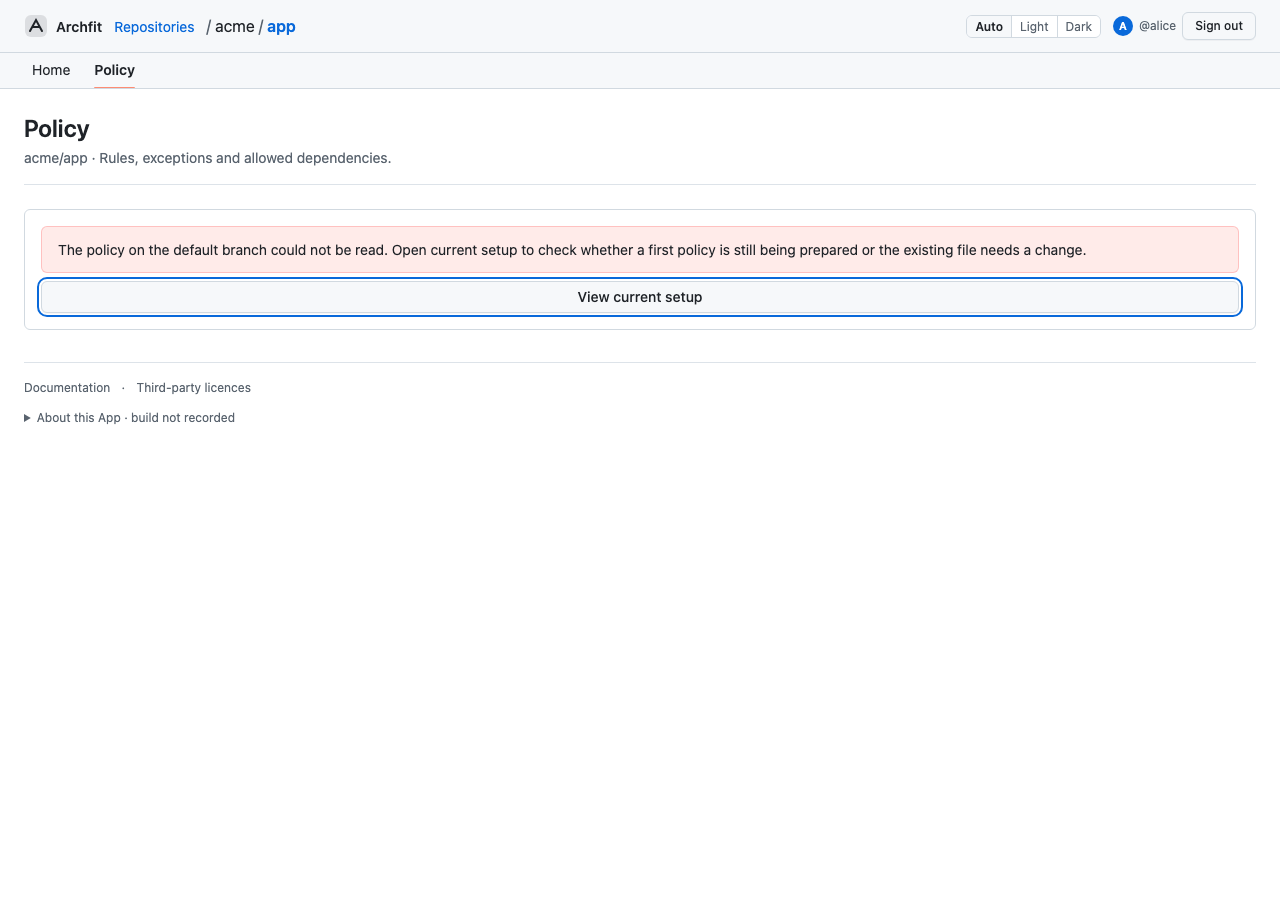 Archfit Repositories / acme / app Auto Light Dark A @alice Sign out
Home Policy
Policy
acme/app · Rules, exceptions and allowed dependencies.
The policy on the default branch could not be read. Open current setup to check whether a first policy is still being prepared or the existing file needs a change.
View current setup
Documentation · Third-party licences
About this App · build not recorded